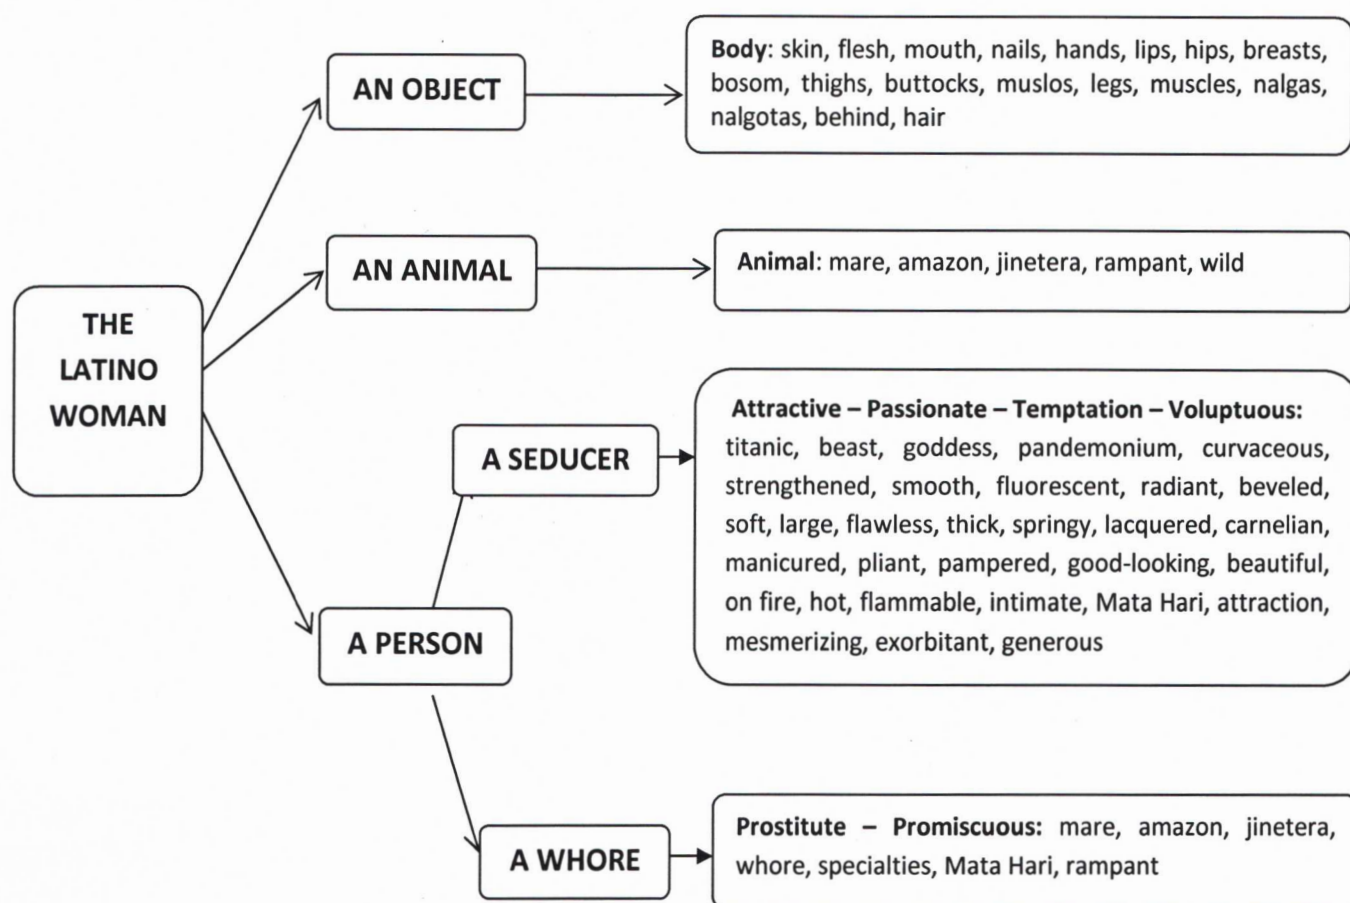 THE
LATINO
WOMAN
AN OBJECT
Body: skin, flesh, mouth, nails, hands, lips, hips, breasts,
bosom, thighs, buttocks, muslos, legs, muscles, nalgas,
nalgotas, behind, hair
AN ANIMAL
Animal: mare, amazon, jinetera, rampant, wild
A PERSON
A SEDUCER
Attractive – Passionate – Temptation – Voluptuous:
titanic, beast, goddess, pandemonium, curvaceous,
strengthened, smooth, fluorescent, radiant, beveled,
soft, large, flawless, thick, springy, lacquered, carnelian,
manicured, pliant, pampered, good-looking, beautiful,
on fire, hot, flammable, intimate, Mata Hari, attraction,
mesmerizing, exorbitant, generous
A WHORE
Prostitute – Promiscuous: mare, amazon, jinetera,
whore, specialties, Mata Hari, rampant